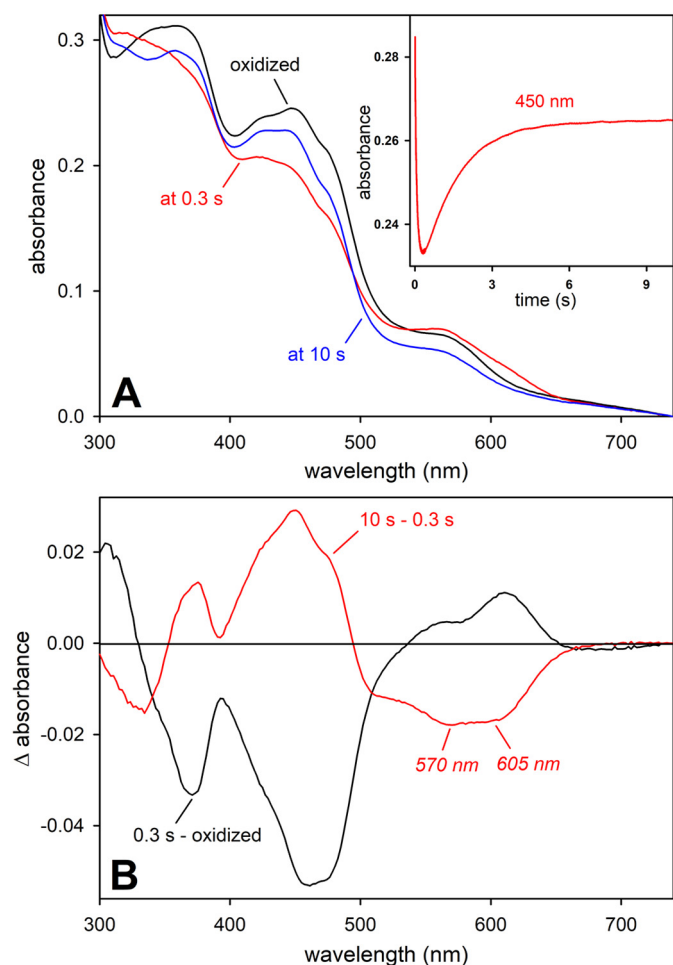 0.3
0.2
0.1
0.0
absorbance
oxidized
at 0.3 s
at 10 s
A
300
400
500
600
700
wavelength (nm)
0.28
0.26
0.24
absorbance
450 nm
0
3
6
9
time (s)
0.02
0.00
-0.02
-0.04
Δ absorbance
10 s - 0.3 s
570 nm
605 nm
0.3 s - oxidized
B
300
400
500
600
700
wavelength (nm)